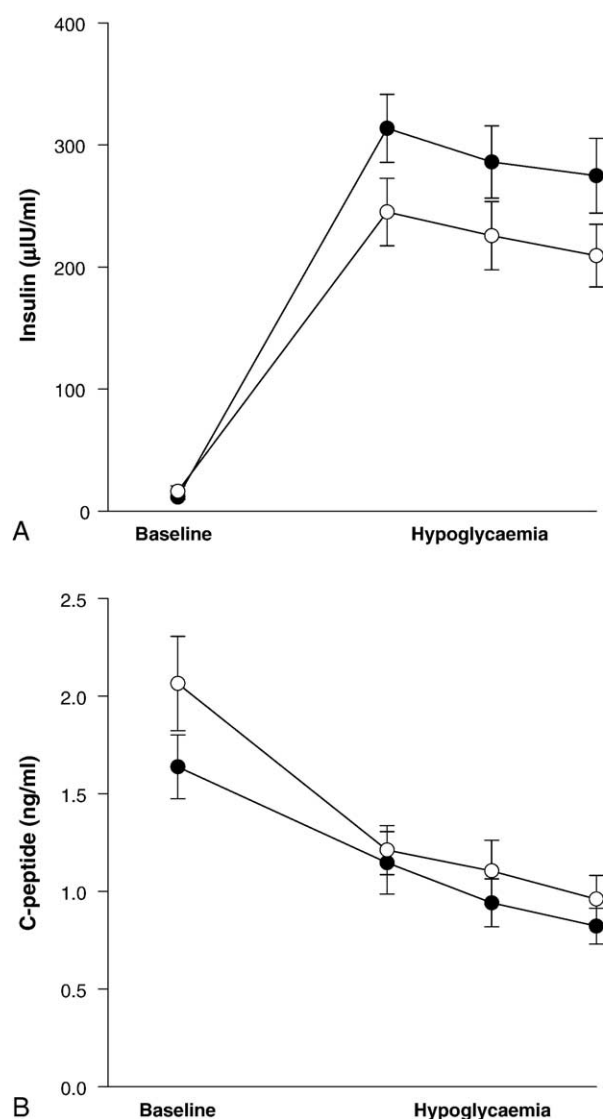 400
300
200
100
0
Insulin (µIU/ml)
A
Baseline Hypoglycaemia
2.5
2.0
1.5
1.0
0.5
0.0
C-peptide (ng/ml)
B
Baseline Hypoglycaemia